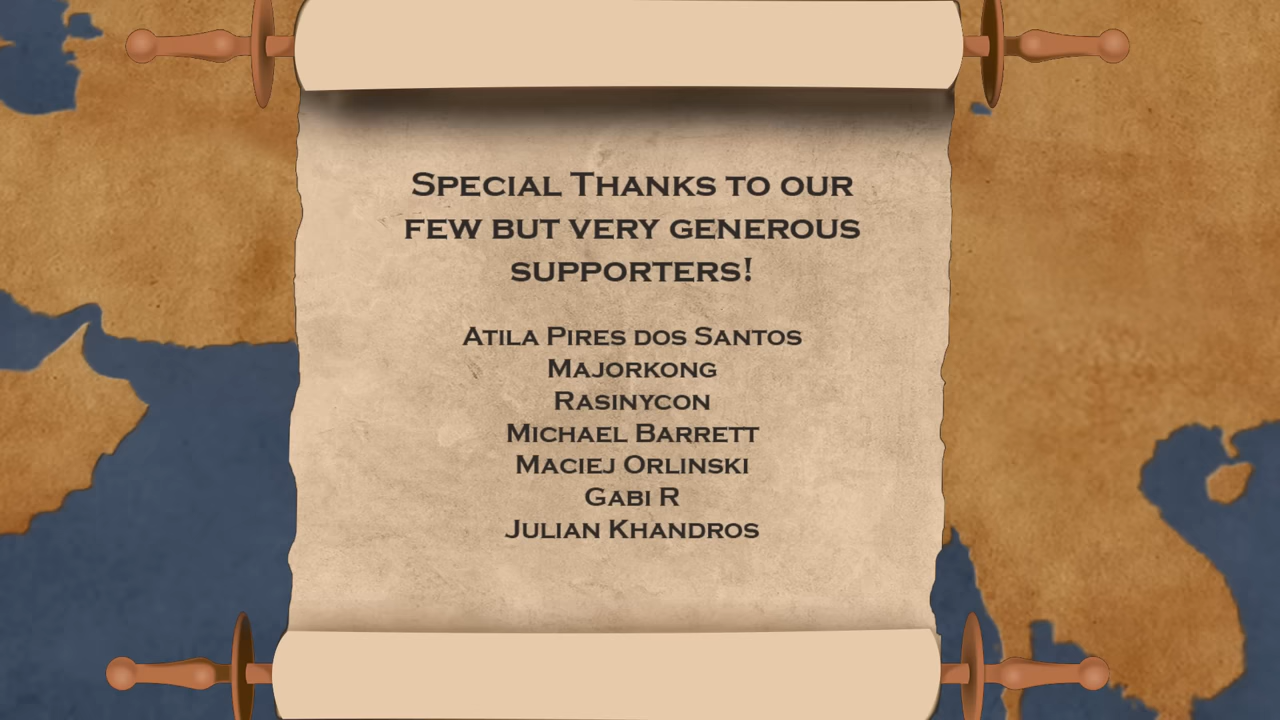 Special Thanks to our
few but very generous
supporters!
Atila Pires dos Santos
Majorkong
Rasinycon
Michael Barrett
Maciej Orlinski
Gabi R
Julian Khandros